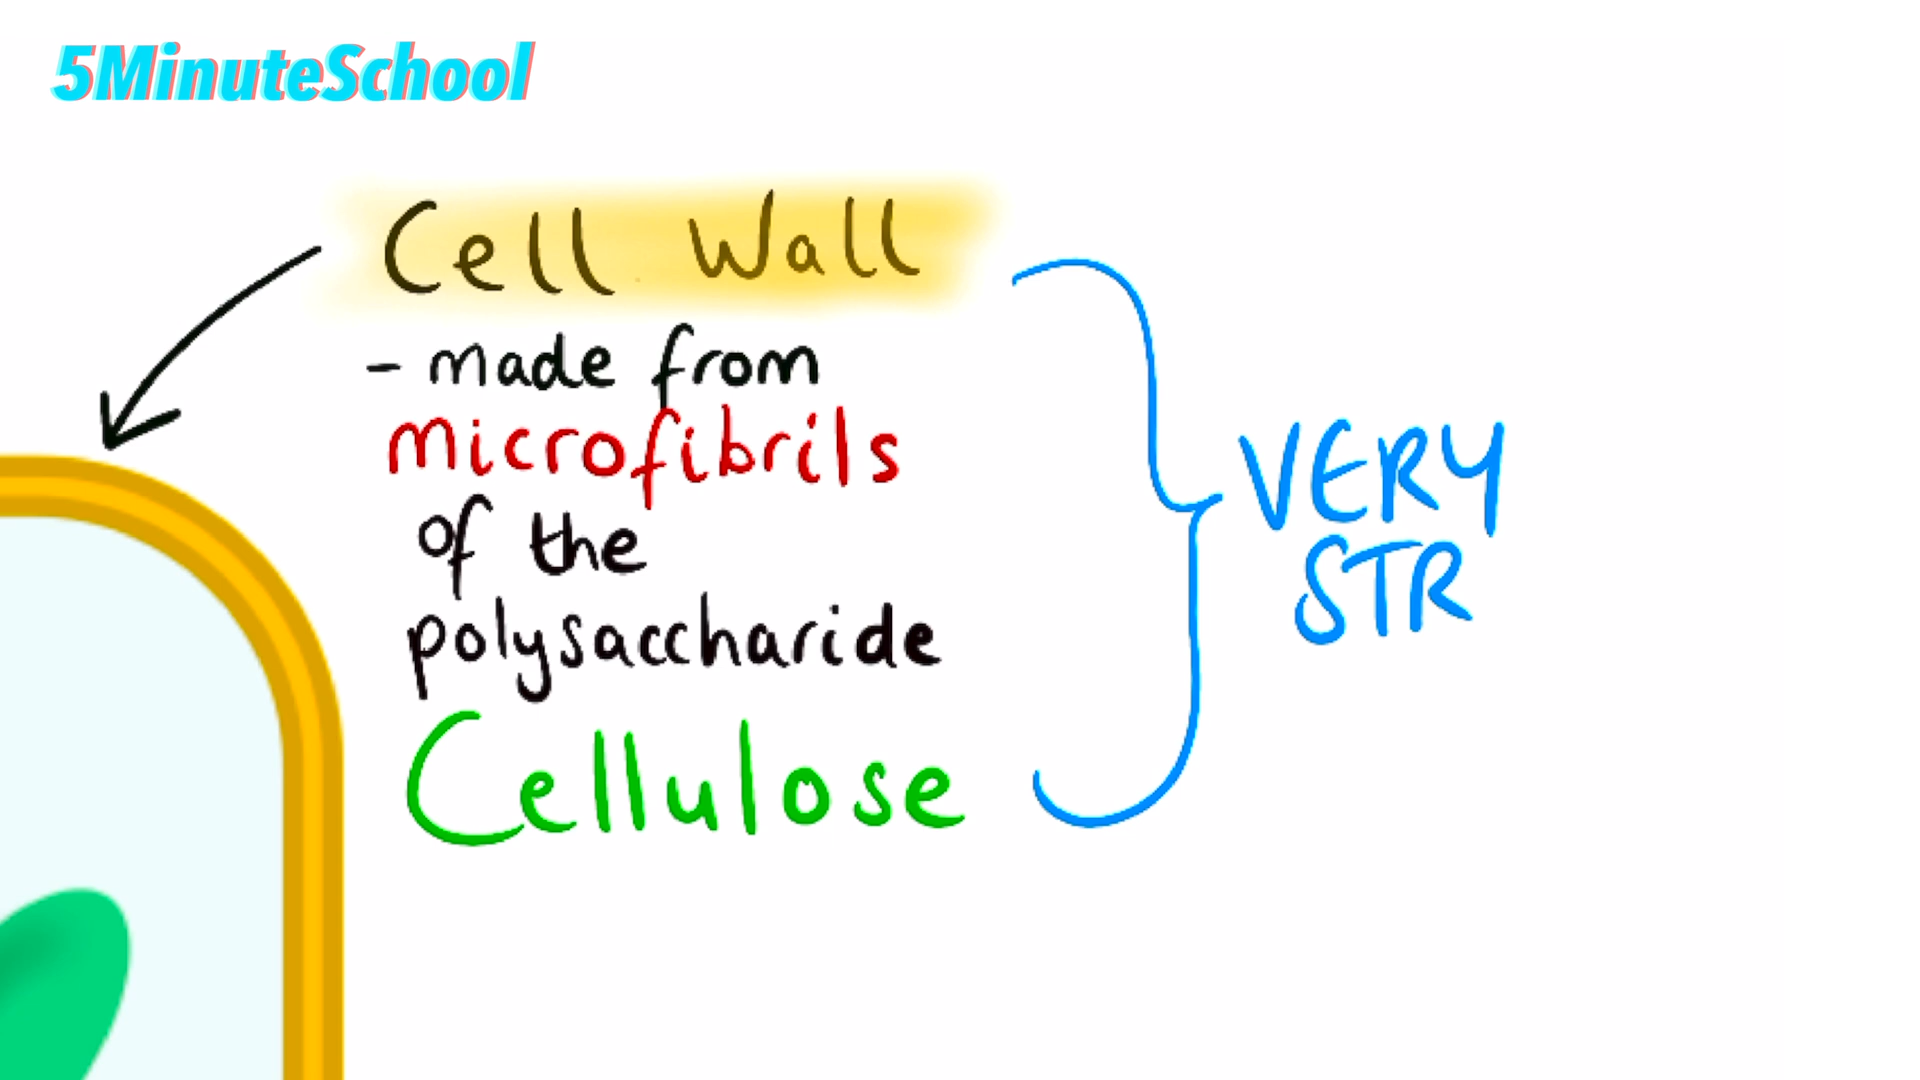 5MinuteSchool
Cell Wall
- made from
microfibrils
of the
polysaccharide
Cellulose
VERY
STR